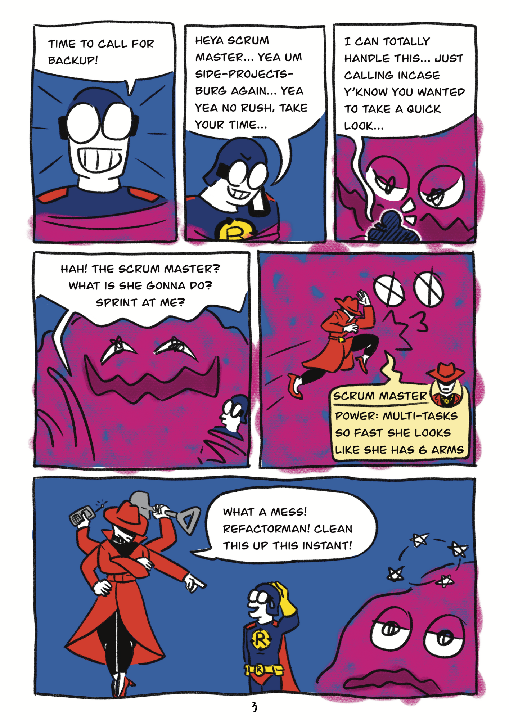 TIME TO CALL FOR
BACKUP!
HEYA SCRUM
MASTER... YEA UM
SIDE-PROJECTS-
BURG AGAIN... YEA
YEA NO RUSH, TAKE
YOUR TIME...
I CAN TOTALLY
HANDLE THIS... JUST
CALLING INCASE
Y'KNOW YOU WANTED
TO TAKE A QUICK
LOOK...
R
HAH! THE SCRUM MASTER?
WHAT IS SHE GONNA DO?
SPRINT AT ME?
SCRUM MASTER
POWER: MULTI-TASKS
SO FAST SHE LOOKS
LIKE SHE HAS 6 ARMS
WHAT A MESS!
REFACTORMAN! CLEAN
THIS UP THIS INSTANT!
R
R
3